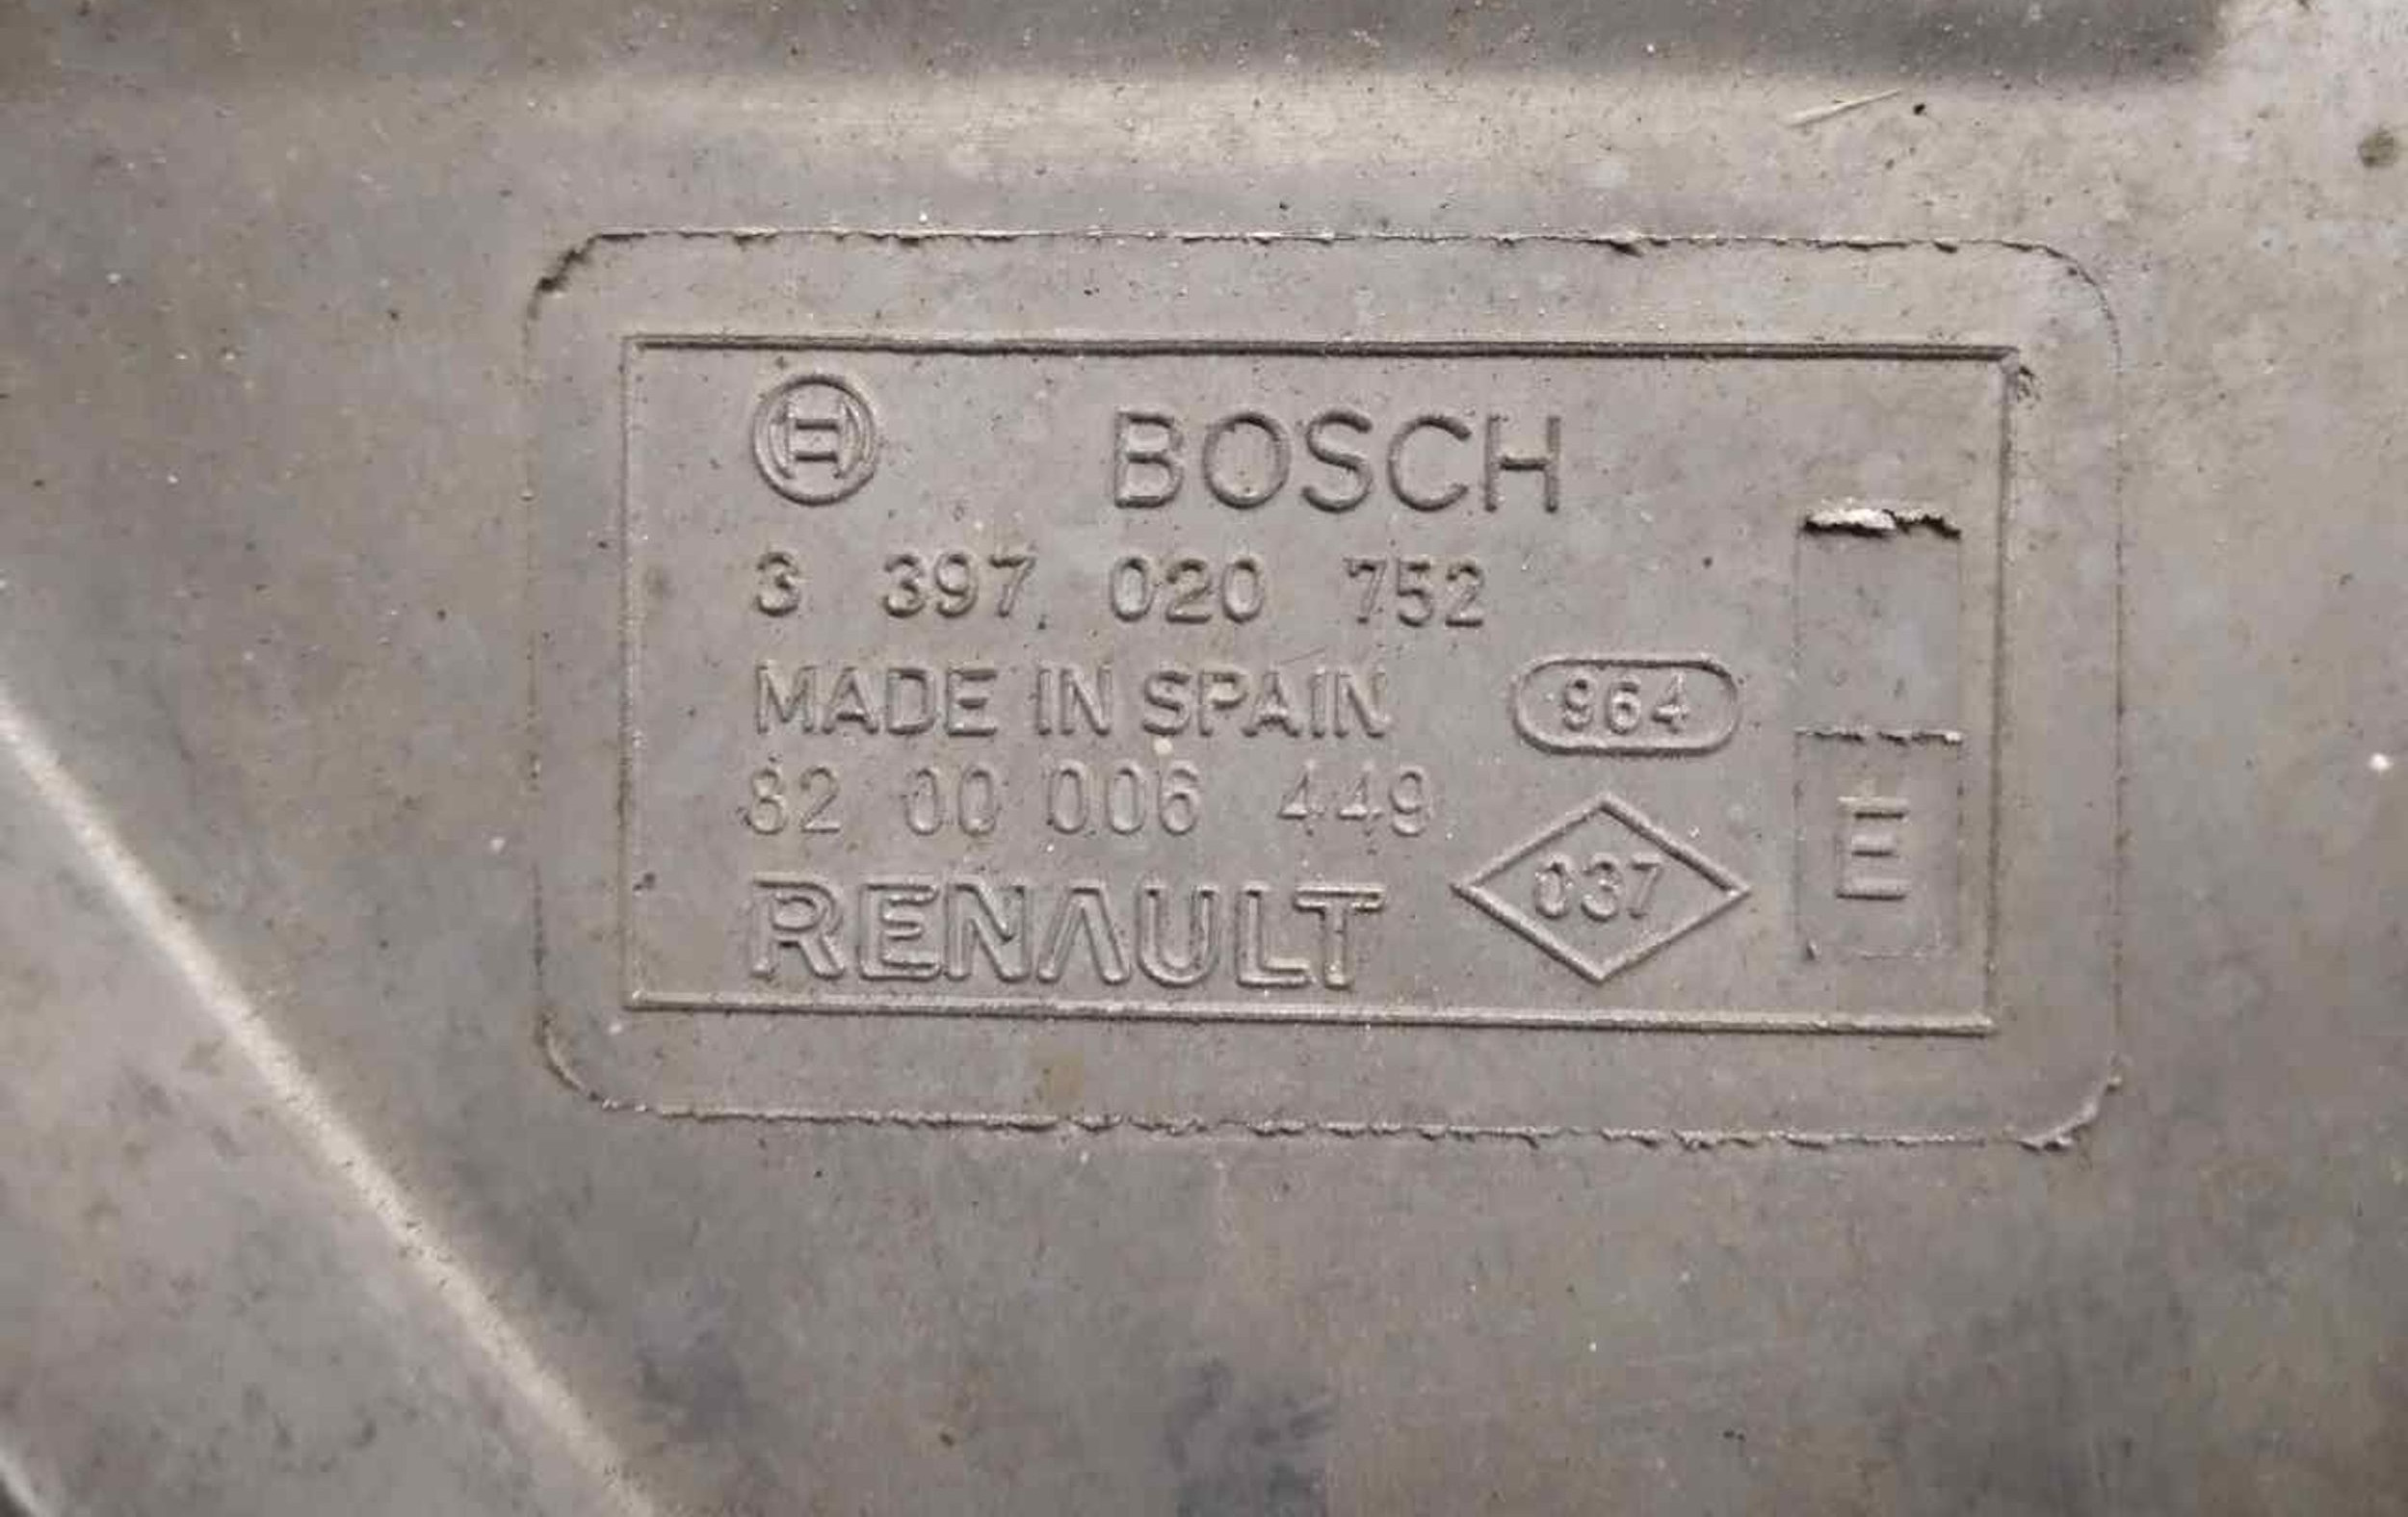 BOSCH
3 397 020 752
MADE IN SPAIN 964
82 00 006 449
RENAULT 037
E